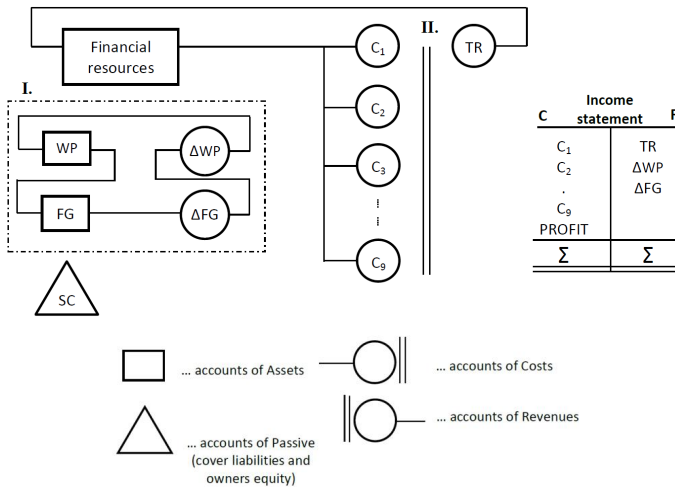 Financial
resources
C₁
II.
TR
I.
WP
ΔWP
C₂
FG
ΔFG
C₃
C₉
SC
Income
C statement R
C₁ TR
C₂ ΔWP
. ΔFG
C₉
PROFIT
Σ Σ
... accounts of Assets
... accounts of Costs
... accounts of Passive
(cover liabilities and
owners equity)
... accounts of Revenues